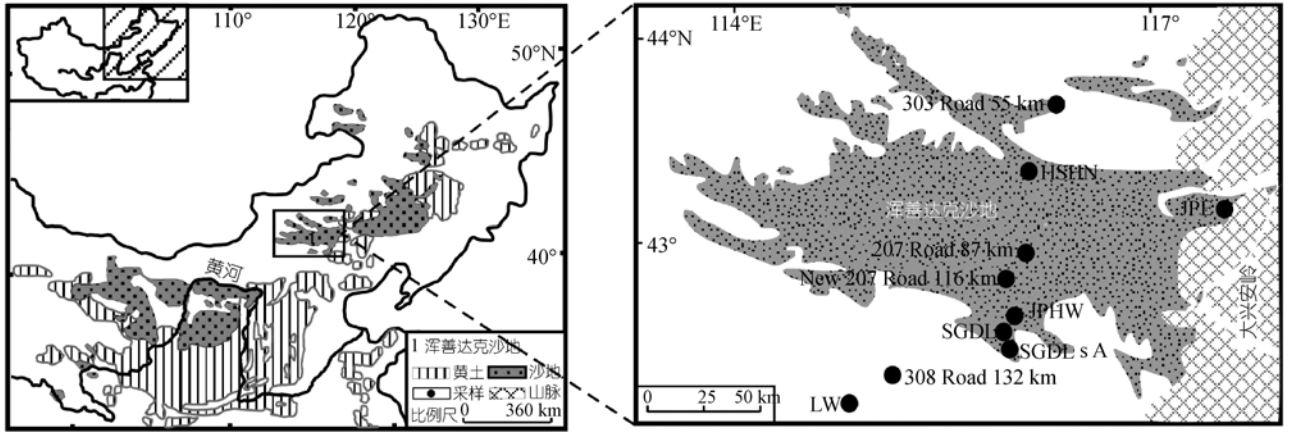 110°
120°
130°E
50°N
40°
黄河
1 浑善达克沙地
黄土
沙地
采样
山脉
比例尺
0
360 km
114°E
117°
44°N
43°
303 Road 55 km
HSHN
浑善达克沙地
JPL
207 Road 87 km
New 207 Road 116 km
JPHW
SGDL
SGDL s A
308 Road 132 km
LW
大兴安岭
0
25
50 km